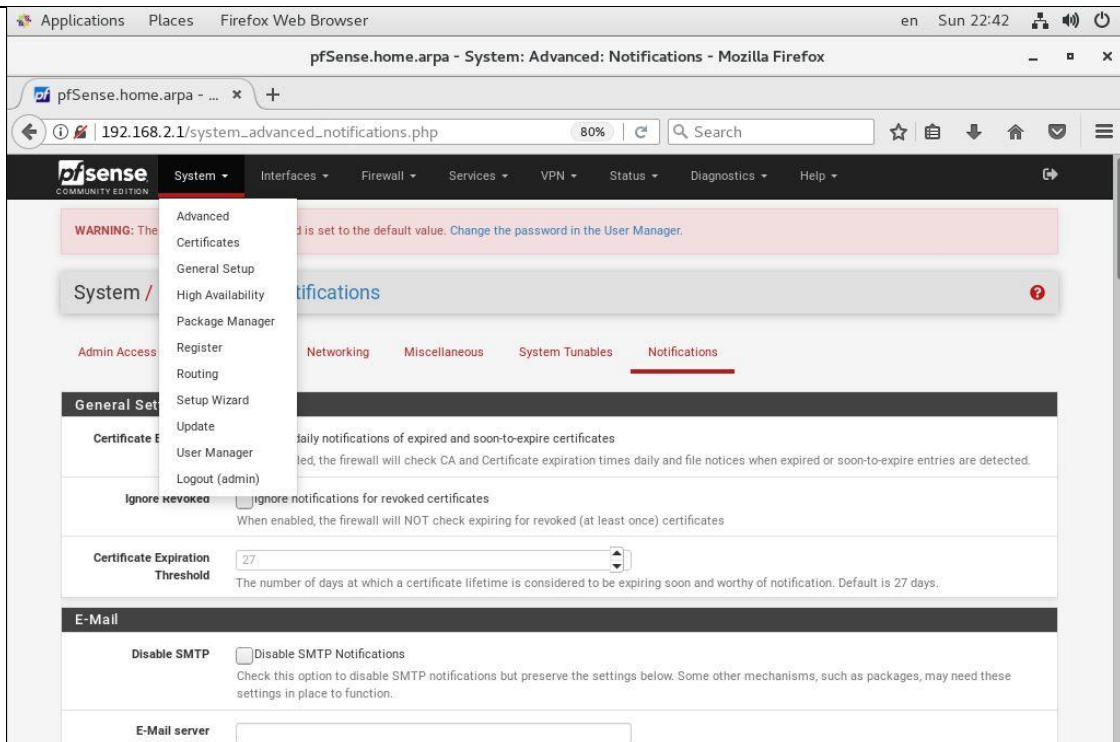 Applications Places Firefox Web Browser en Sun 22:42
pfSense.home.arpa - System: Advanced: Notifications - Mozilla Firefox
pfSense.home.arpa - ...
192.168.2.1/system_advanced_notifications.php 80% Search
pfsense System Interfaces Firewall Services VPN Status Diagnostics Help
COMMUNITY EDITION
Advanced
Certificates
General Setup
High Availability
Package Manager
Register
Routing
Setup Wizard
Update
User Manager
Logout (admin)
WARNING: The d is set to the default value. Change the password in the User Manager.
System / tifications
Admin Access Networking Miscellaneous System Tunables Notifications
General Set
Certificate E daily notifications of expired and soon-to-expire certificates
led, the firewall will check CA and Certificate expiration times daily and file notices when expired or soon-to-expire entries are detected.
Ignore Revoked Ignore notifications for revoked certificates
When enabled, the firewall will NOT check expiring for revoked (at least once) certificates
Certificate Expiration 27
Threshold
The number of days at which a certificate lifetime is considered to be expiring soon and worthy of notification. Default is 27 days.
E-Mail
Disable SMTP Disable SMTP Notifications
Check this option to disable SMTP notifications but preserve the settings below. Some other mechanisms, such as packages, may need these
settings in place to function.
E-Mail server